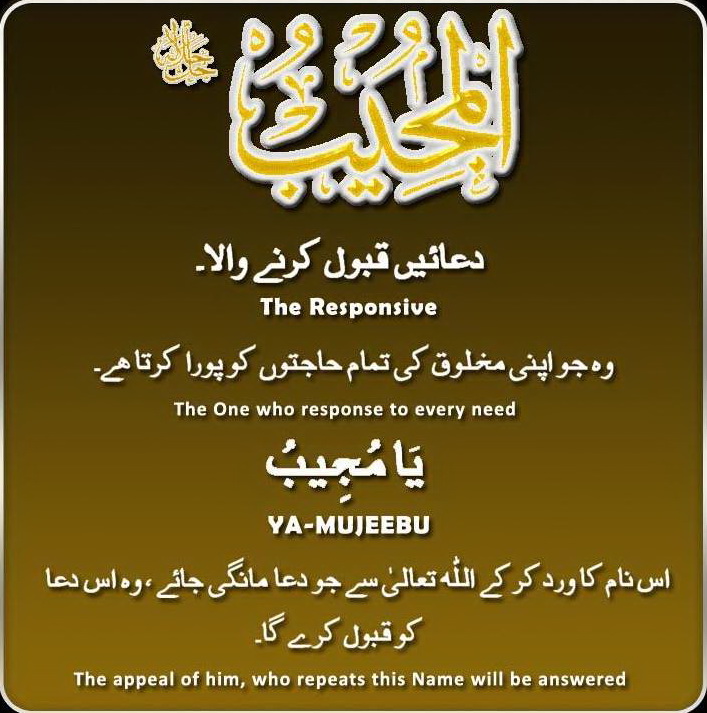 المجيب
جل جلاله
دعائیں قبول کرنے والا۔
The Responsive
وہ جو اپنی مخلوق کی تمام حاجتوں کو پورا کرتا ھے۔
The One who response to every need
يَا مُجِيبُ
YA-MUJEEBU
اس نام کا ورد کر کے اللہ تعالیٰ سے جو دعا مانگی جائے ، وہ اس دعا
کو قبول کرے گا۔
The appeal of him, who repeats this Name will be answered